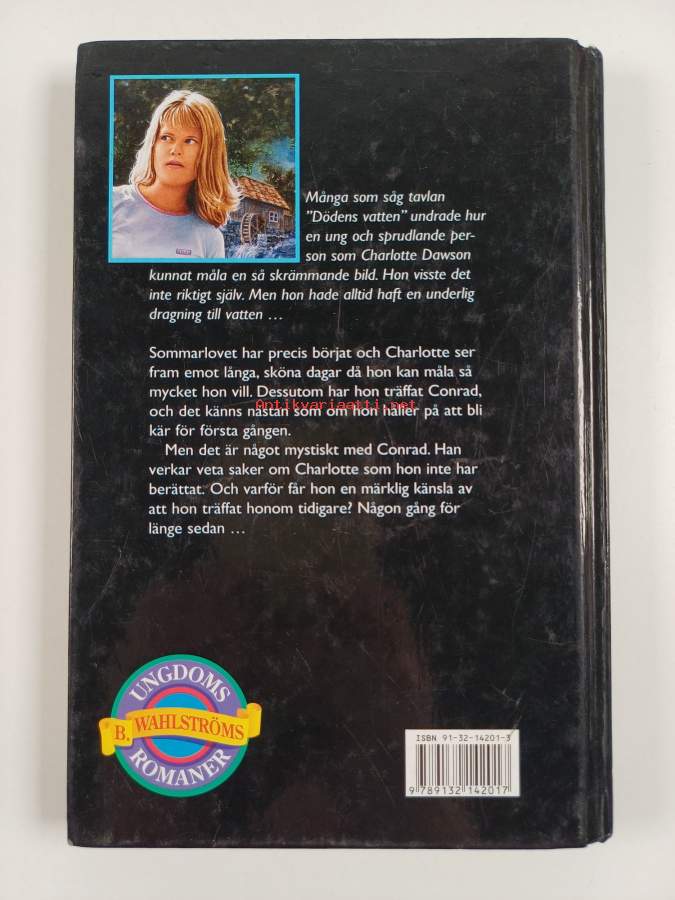 Många som såg tavlan
"Dödens vatten" undrade hur
en ung och sprudlande per-
son som Charlotte Dawson
kunnat måla en så skrämmande bild. Hon visste det
inte riktigt själv. Men hon hade alltid haft en underlig
dragning till vatten ...
Sommarlovet har precis börjat och Charlotte ser
fram emot långa, sköna dagar då hon kan måla så
mycket hon vill. Dessutom har hon träffat Conrad,
Antikvariaatti.net
och det känns nästan som om hon håller på att bli
kär för första gången.
Men det är något mystiskt med Conrad. Han
verkar veta saker om Charlotte som hon inte har
berättat. Och varför får hon en märklig känsla av
att hon träffat honom tidigare? Någon gång för
länge sedan ...
UNGDOMS
B. WAHLSTRÖMS
ROMANER
ISBN 91-32-14201-3
9 789132 142017